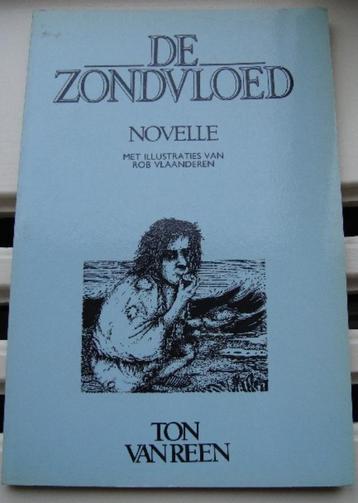 DE
ZONDVLOED
NOVELLE
MET ILLUSTRATIES VAN
ROB VLAANDEREN
TON
VAN REEN